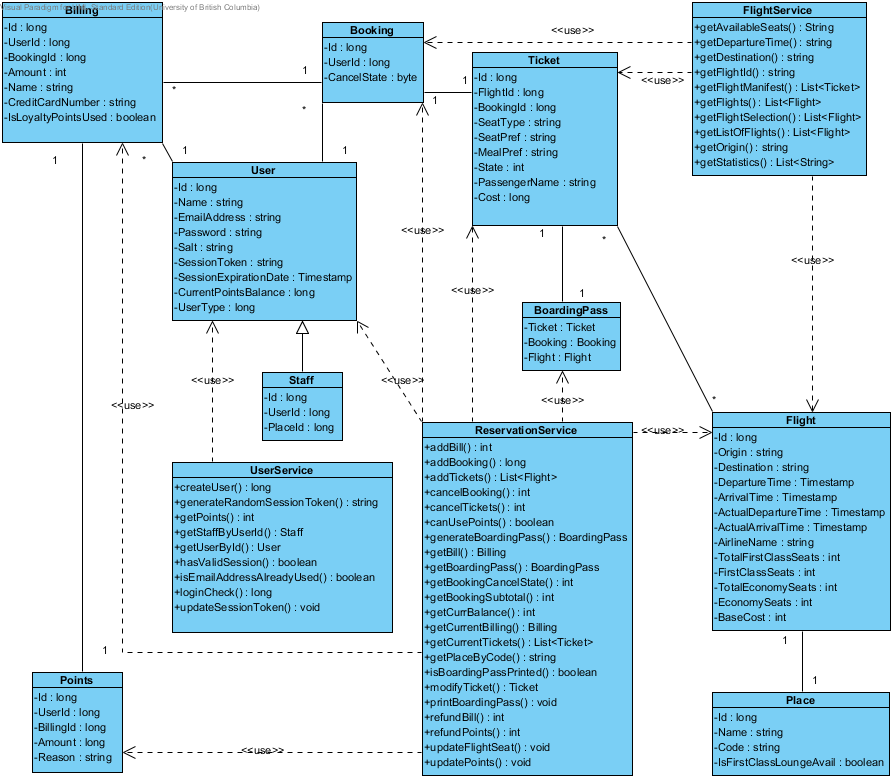 Visual Paradigm for UML Standard Edition(University of British Columbia)
Billing
-Id : long
-UserId : long
-BookingId : long
-Amount : int
-Name : string
-CreditCardNumber : string
-IsLoyaltyPointsUsed : boolean
Booking
-Id : long
-UserId : long
-CancelState : byte
Ticket
-Id : long
-FlightId : long
-BookingId : long
-SeatType : string
-SeatPref : string
-MealPref : string
-State : int
-PassengerName : string
-Cost : long
FlightService
+getAvailableSeats() : String
+getDepartureTime() : string
+getDestination() : string
+getFlightId() : string
+getFlightManifest() : List<Ticket>
+getFlights() : List<Flight>
+getFlightSelection() : List<Flight>
+getListOfFlights() : List<Flight>
+getOrigin() : string
+getStatistics() : List<String>
<<use>>
<<use>>
1
*
1
1
*
1
1
*
1
User
-Id : long
-Name : string
-EmailAddress : string
-Password : string
-Salt : string
-SessionToken : string
-SessionExpirationDate : Timestamp
-CurrentPointsBalance : long
-UserType : long
<<use>>
<<use>>
<<use>>
1
*
1
BoardingPass
-Ticket : Ticket
-Booking : Booking
-Flight : Flight
Staff
-Id : long
-UserId : long
-PlaceId : long
<<use>>
<<use>>
<<use>>
<<use>>
<<use>>
*
UserService
+createUser() : long
+generateRandomSessionToken() : string
+getPoints() : int
+getStaffByUserId() : Staff
+getUserById() : User
+hasValidSession() : boolean
+isEmailAddressAlreadyUsed() : boolean
+loginCheck() : long
+updateSessionToken() : void
ReservationService
+addBill() : int
+addBooking() : long
+addTickets() : List<Flight>
+cancelBooking() : int
+cancelTickets() : int
+canUsePoints() : boolean
+generateBoardingPass() : BoardingPass
+getBill() : Billing
+getBoardingPass() : BoardingPass
+getBookingCancelState() : int
+getBookingSubtotal() : int
+getCurrBalance() : int
+getCurrentBilling() : Billing
+getCurrentTickets() : List<Ticket>
+getPlaceByCode() : string
+isBoardingPassPrinted() : boolean
+modifyTicket() : Ticket
+printBoardingPass() : void
+refundBill() : int
+refundPoints() : int
+updateFlightSeat() : void
+updatePoints() : void
Flight
-Id : long
-Origin : string
-Destination : string
-DepartureTime : Timestamp
-ArrivalTime : Timestamp
-ActualDepartureTime : Timestamp
-ActualArrivalTime : Timestamp
-AirlineName : string
-TotalFirstClassSeats : int
-FirstClassSeats : int
-TotalEconomySeats : int
-EconomySeats : int
-BaseCost : int
1
1
1
Points
-Id : long
-UserId : long
-BillingId : long
-Amount : long
-Reason : string
<<use>>
Place
-Id : long
-Name : string
-Code : string
-IsFirstClassLoungeAvail : boolean